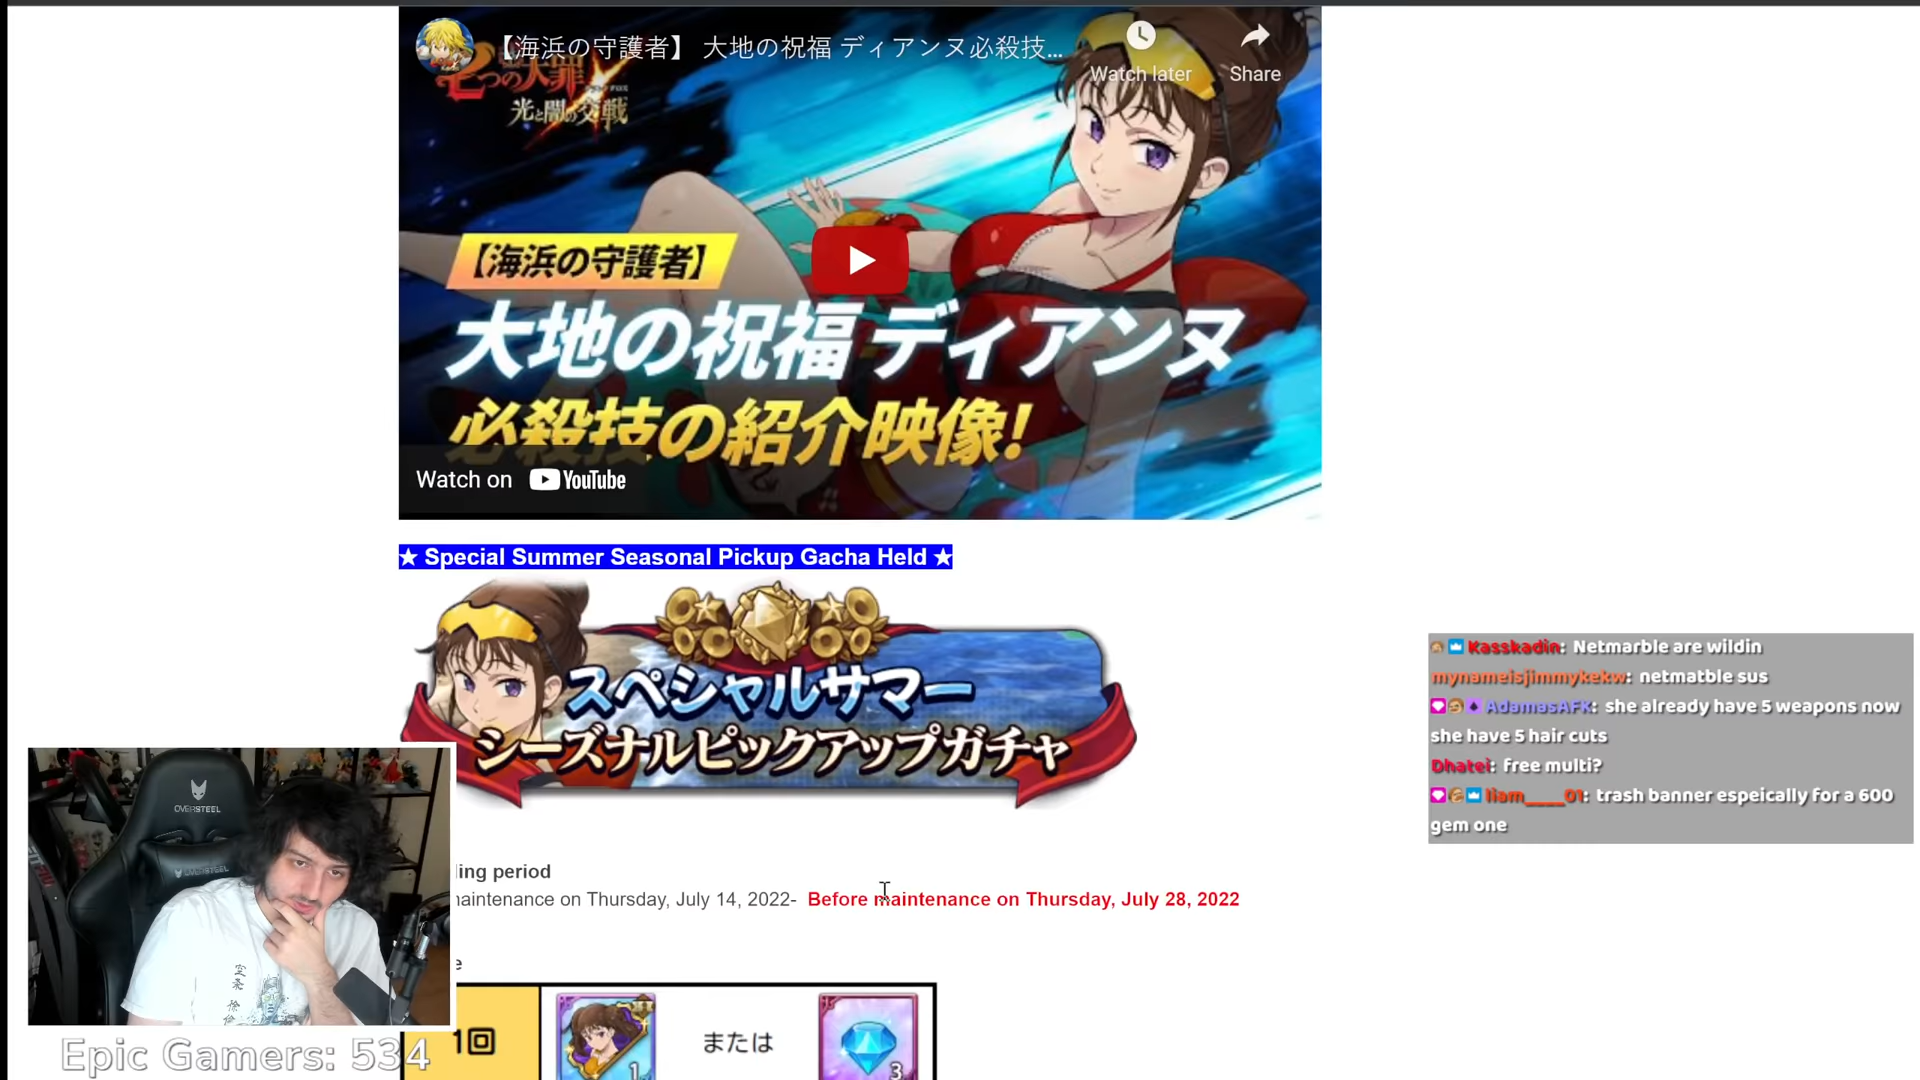 【海浜の守護者】 大地の祝福 ディアンヌ必殺技...
Watch later
Share
七つの大罪
光と闇の交戦
【海浜の守護者】
大地の祝福 ディアンヌ
必殺技の紹介映像!
Watch on YouTube
★ Special Summer Seasonal Pickup Gacha Held ★
スペシャルサマー
シーズナルピックアップガチャ
ling period
naintenance on Thursday, July 14, 2022- Before maintenance on Thursday, July 28, 2022
e
1回
1
または
3
Kasskadin: Netmarble are wildin
mynameisjimmykekw: netmatble sus
AdamasAFK: she already have 5 weapons now
she have 5 hair cuts
Dhatei: free multi?
liam____01: trash banner espeically for a 600
gem one
OVERSTEEL
OVERSTEEL
Epic Gamers: 534